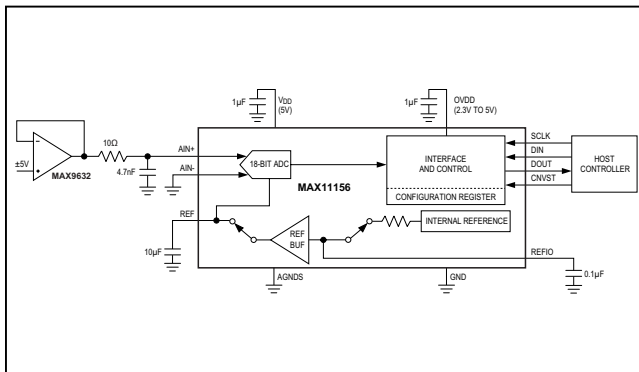 1µF
VDD
(5V)
1µF
OVDD
(2.3V TO 5V)
10Ω
AIN+
±5V
MAX9632
4.7nF
AIN-
18-BIT ADC
MAX11156
INTERFACE
AND CONTROL
CONFIGURATION REGISTER
SCLK
DIN
DOUT
CNVST
HOST
CONTROLLER
REF
10µF
REF
BUF
INTERNAL REFERENCE
REFIO
0.1µF
AGNDS
GND